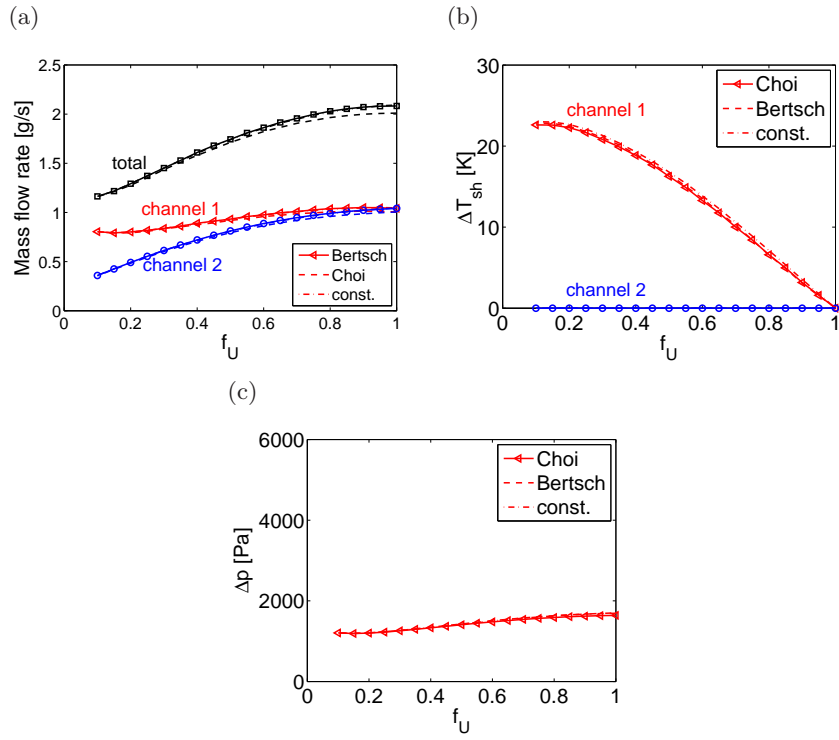 (a)
2.5
2
1.5
1
0.5
0
0
0.2
0.4
0.6
0.8
1
Mass flow rate [g/s]
f_U
total
channel 1
channel 2
Bertsch
Choi
const.
(b)
30
20
10
0
0
0.2
0.4
0.6
0.8
1
ΔT_sh [K]
f_U
channel 1
channel 2
Choi
Bertsch
const.
(c)
6000
4000
2000
0
0
0.2
0.4
0.6
0.8
1
Δp [Pa]
f_U
Choi
Bertsch
const.